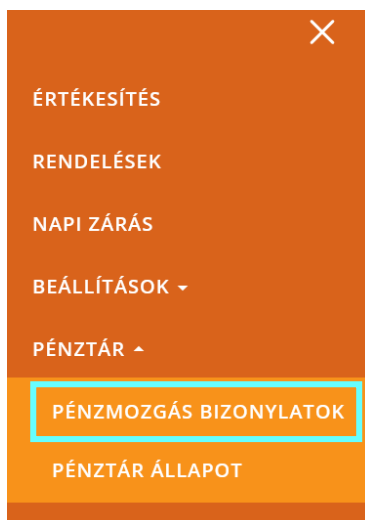 ÉRTÉKESÍTÉS
RENDELÉSEK
NAPI ZÁRÁS
BEÁLLÍTÁSOK
PÉNZTÁR
PÉNZMOZGÁS BIZONYLATOK
PÉNZTÁR ÁLLAPOT